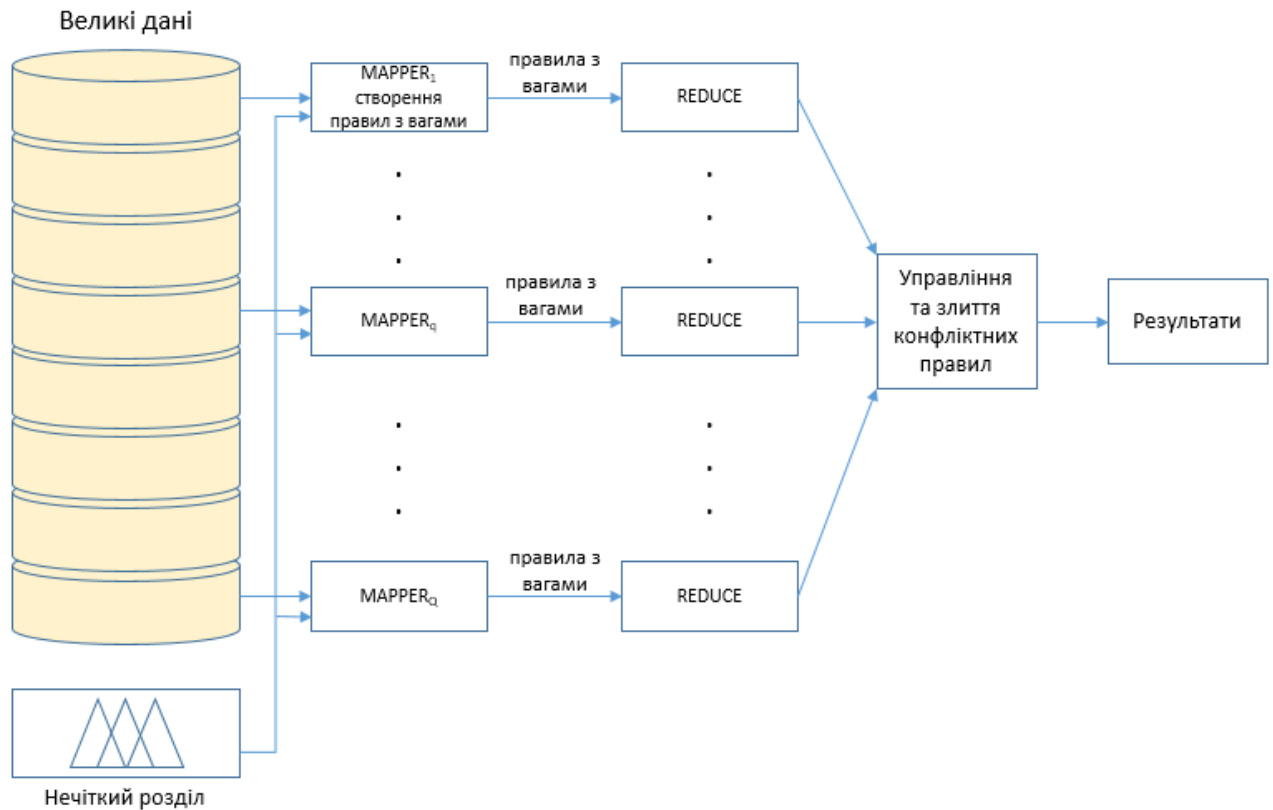 Великі дані
MAPPER₁
створення
правил з вагами
правила з
вагами
REDUCE
MAPPERq
правила з
вагами
REDUCE
Управління
та злиття
конфліктних
правил
Результати
MAPPERQ
правила з
вагами
REDUCE
Нечіткий розділ